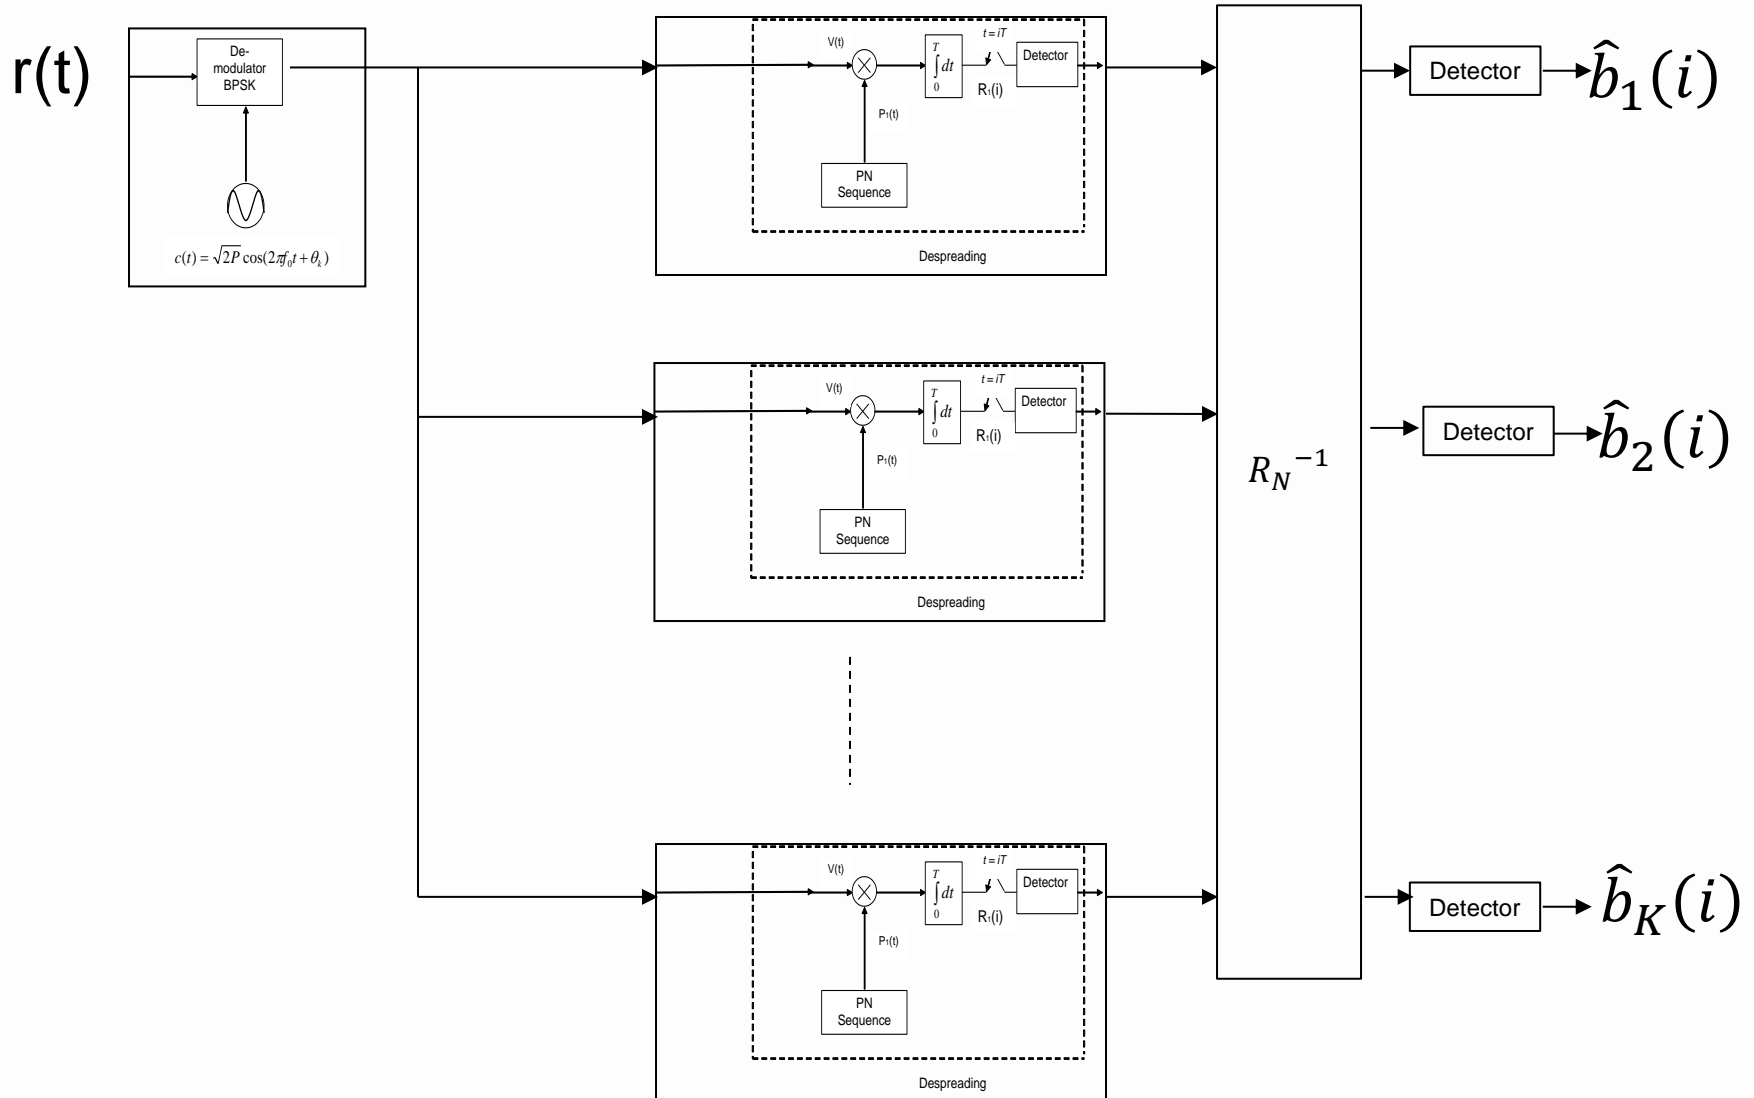 r(t)
De-
modulator
BPSK
c(t) = √2P cos(2πf₀t + θₖ)
V(t)
T
∫ dt
0
t = iT
Detector
R₁(i)
P₁(t)
PN
Sequence
Despreading
V(t)
T
∫ dt
0
t = iT
Detector
R₁(i)
P₁(t)
PN
Sequence
Despreading
V(t)
T
∫ dt
0
t = iT
Detector
R₁(i)
P₁(t)
PN
Sequence
Despreading
R_N⁻¹
Detector
b̂₁(i)
Detector
b̂₂(i)
Detector
b̂_K(i)